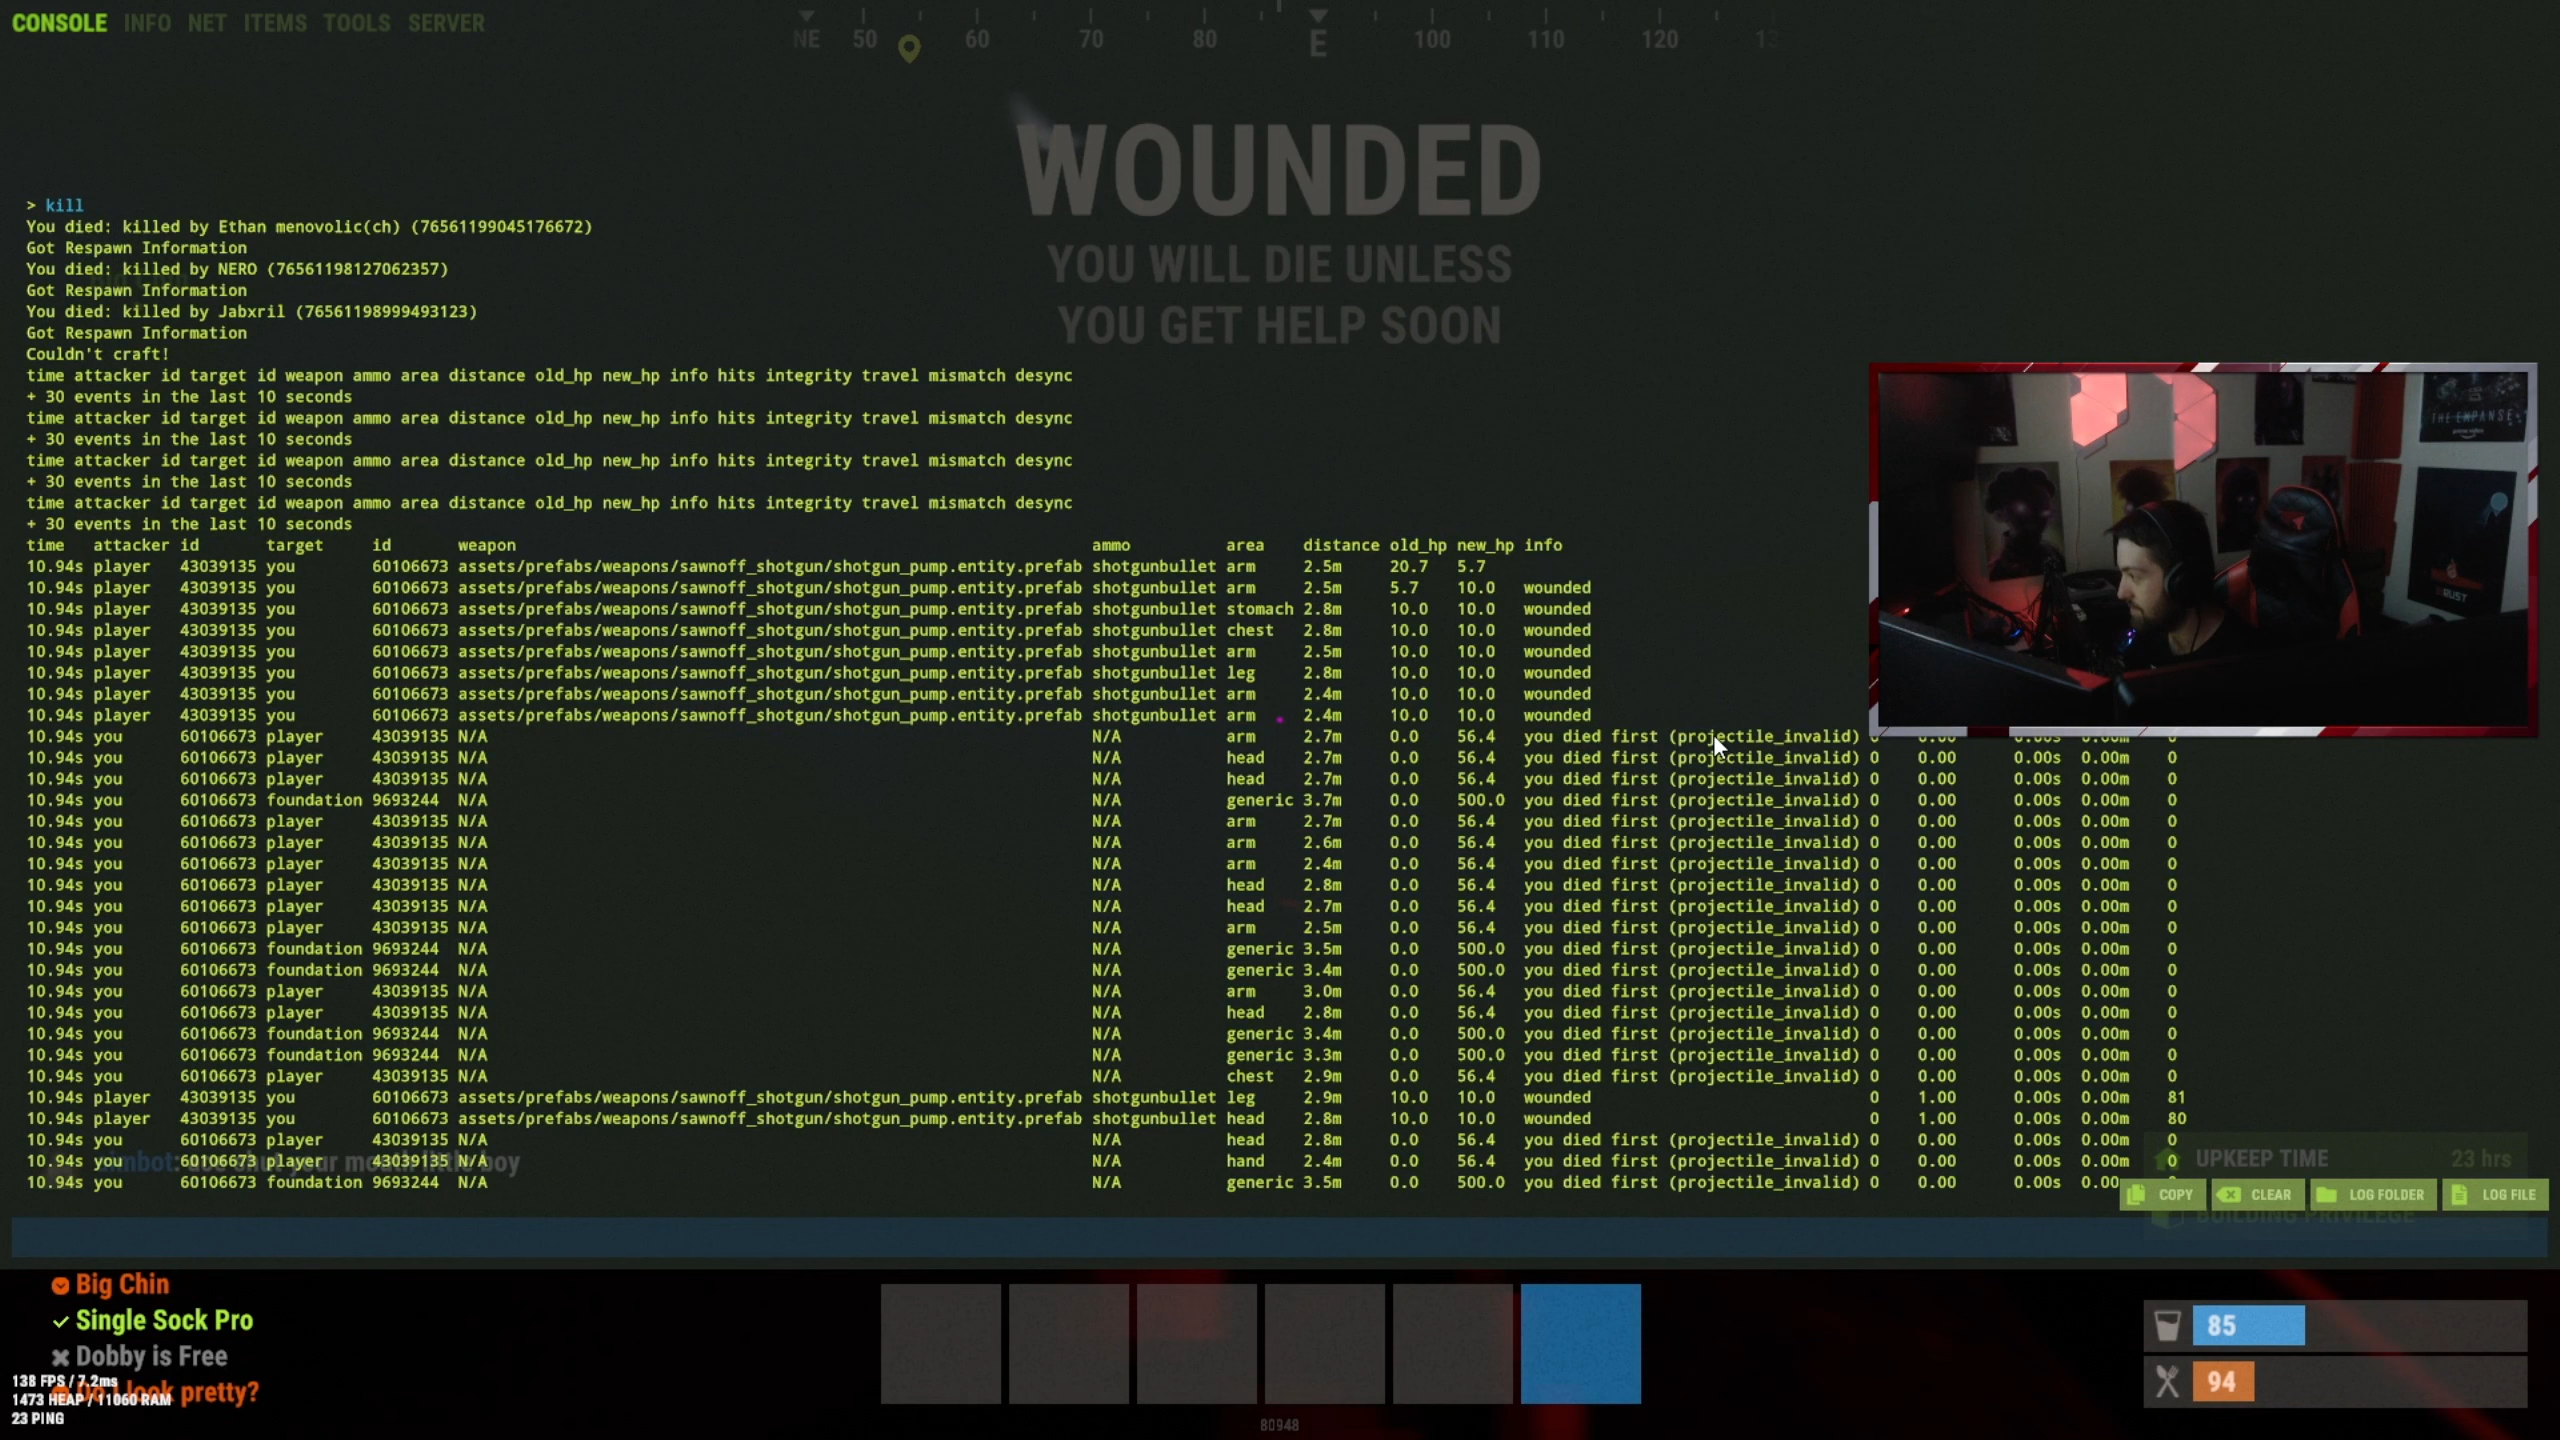 CONSOLE INFO NET ITEMS TOOLS SERVER
NE 50 60 70 80 E 100 110 120
WOUNDED
YOU WILL DIE UNLESS
YOU GET HELP SOON
> kill
You died: killed by Ethan menovolic(ch) (76561199045176672)
Got Respawn Information
You died: killed by NERO (76561198127062357)
Got Respawn Information
You died: killed by Jabxril (76561198999493123)
Got Respawn Information
Couldn't craft!
time attacker id target id weapon ammo area distance old_hp new_hp info hits integrity travel mismatch desync
+ 30 events in the last 10 seconds
time attacker id target id weapon ammo area distance old_hp new_hp info hits integrity travel mismatch desync
+ 30 events in the last 10 seconds
time attacker id target id weapon ammo area distance old_hp new_hp info hits integrity travel mismatch desync
+ 30 events in the last 10 seconds
time attacker id target id weapon ammo area distance old_hp new_hp info hits integrity travel mismatch desync
+ 30 events in the last 10 seconds
time attacker id target id weapon ammo area distance old_hp new_hp info
10.94s player 43039135 you 60106673 assets/prefabs/weapons/sawnoff_shotgun/shotgun_pump.entity.prefab shotgunbullet arm 2.5m 20.7 5.7
10.94s player 43039135 you 60106673 assets/prefabs/weapons/sawnoff_shotgun/shotgun_pump.entity.prefab shotgunbullet arm 2.5m 5.7 10.0 wounded
10.94s player 43039135 you 60106673 assets/prefabs/weapons/sawnoff_shotgun/shotgun_pump.entity.prefab shotgunbullet stomach 2.8m 10.0 10.0 wounded
10.94s player 43039135 you 60106673 assets/prefabs/weapons/sawnoff_shotgun/shotgun_pump.entity.prefab shotgunbullet chest 2.8m 10.0 10.0 wounded
10.94s player 43039135 you 60106673 assets/prefabs/weapons/sawnoff_shotgun/shotgun_pump.entity.prefab shotgunbullet arm 2.5m 10.0 10.0 wounded
10.94s player 43039135 you 60106673 assets/prefabs/weapons/sawnoff_shotgun/shotgun_pump.entity.prefab shotgunbullet leg 2.8m 10.0 10.0 wounded
10.94s player 43039135 you 60106673 assets/prefabs/weapons/sawnoff_shotgun/shotgun_pump.entity.prefab shotgunbullet arm 2.4m 10.0 10.0 wounded
10.94s player 43039135 you 60106673 assets/prefabs/weapons/sawnoff_shotgun/shotgun_pump.entity.prefab shotgunbullet arm 2.4m 10.0 10.0 wounded
10.94s you 60106673 player 43039135 N/A N/A arm 2.7m 0.0 56.4 you died first (projectile_invalid) 0 0.00 0.00s 0.00m 0
10.94s you 60106673 player 43039135 N/A N/A head 2.7m 0.0 56.4 you died first (projectile_invalid) 0 0.00 0.00s 0.00m 0
10.94s you 60106673 player 43039135 N/A N/A head 2.7m 0.0 56.4 you died first (projectile_invalid) 0 0.00 0.00s 0.00m 0
10.94s you 60106673 foundation 9693244 N/A N/A generic 3.7m 0.0 500.0 you died first (projectile_invalid) 0 0.00 0.00s 0.00m 0
10.94s you 60106673 player 43039135 N/A N/A arm 2.7m 0.0 56.4 you died first (projectile_invalid) 0 0.00 0.00s 0.00m 0
10.94s you 60106673 player 43039135 N/A N/A arm 2.6m 0.0 56.4 you died first (projectile_invalid) 0 0.00 0.00s 0.00m 0
10.94s you 60106673 player 43039135 N/A N/A arm 2.4m 0.0 56.4 you died first (projectile_invalid) 0 0.00 0.00s 0.00m 0
10.94s you 60106673 player 43039135 N/A N/A head 2.8m 0.0 56.4 you died first (projectile_invalid) 0 0.00 0.00s 0.00m 0
10.94s you 60106673 player 43039135 N/A N/A head 2.7m 0.0 56.4 you died first (projectile_invalid) 0 0.00 0.00s 0.00m 0
10.94s you 60106673 player 43039135 N/A N/A arm 2.5m 0.0 56.4 you died first (projectile_invalid) 0 0.00 0.00s 0.00m 0
10.94s you 60106673 foundation 9693244 N/A N/A generic 3.5m 0.0 500.0 you died first (projectile_invalid) 0 0.00 0.00s 0.00m 0
10.94s you 60106673 foundation 9693244 N/A N/A generic 3.4m 0.0 500.0 you died first (projectile_invalid) 0 0.00 0.00s 0.00m 0
10.94s you 60106673 player 43039135 N/A N/A arm 3.0m 0.0 56.4 you died first (projectile_invalid) 0 0.00 0.00s 0.00m 0
10.94s you 60106673 player 43039135 N/A N/A head 2.8m 0.0 56.4 you died first (projectile_invalid) 0 0.00 0.00s 0.00m 0
10.94s you 60106673 foundation 9693244 N/A N/A generic 3.4m 0.0 500.0 you died first (projectile_invalid) 0 0.00 0.00s 0.00m 0
10.94s you 60106673 foundation 9693244 N/A N/A generic 3.3m 0.0 500.0 you died first (projectile_invalid) 0 0.00 0.00s 0.00m 0
10.94s you 60106673 player 43039135 N/A N/A chest 2.9m 0.0 56.4 you died first (projectile_invalid) 0 0.00 0.00s 0.00m 0
10.94s player 43039135 you 60106673 assets/prefabs/weapons/sawnoff_shotgun/shotgun_pump.entity.prefab shotgunbullet leg 2.9m 10.0 10.0 wounded 0 1.00 0.00s 0.00m 81
10.94s player 43039135 you 60106673 assets/prefabs/weapons/sawnoff_shotgun/shotgun_pump.entity.prefab shotgunbullet head 2.8m 10.0 10.0 wounded 0 1.00 0.00s 0.00m 80
10.94s you 60106673 player 43039135 N/A N/A head 2.8m 0.0 56.4 you died first (projectile_invalid) 0 0.00 0.00s 0.00m 0
10.94s you 60106673 player 43039135 N/A N/A hand 2.4m 0.0 56.4 you died first (projectile_invalid) 0 0.00 0.00s 0.00m 0
10.94s you 60106673 foundation 9693244 N/A N/A generic 3.5m 0.0 500.0 you died first (projectile_invalid) 0 0.00 0.00s 0.00m
THE EXPANSE
RUST
shut your mouth little boy
UPKEEP TIME 23 hrs
COPY CLEAR LOG FOLDER LOG FILE
BUILDING PRIVILEGE
Big Chin
Single Sock Pro
Dobby is Free
Do I look pretty?
138 FPS / 7.2ms
1473 HEAP / 11060 RAM
23 PING
80948
85
94